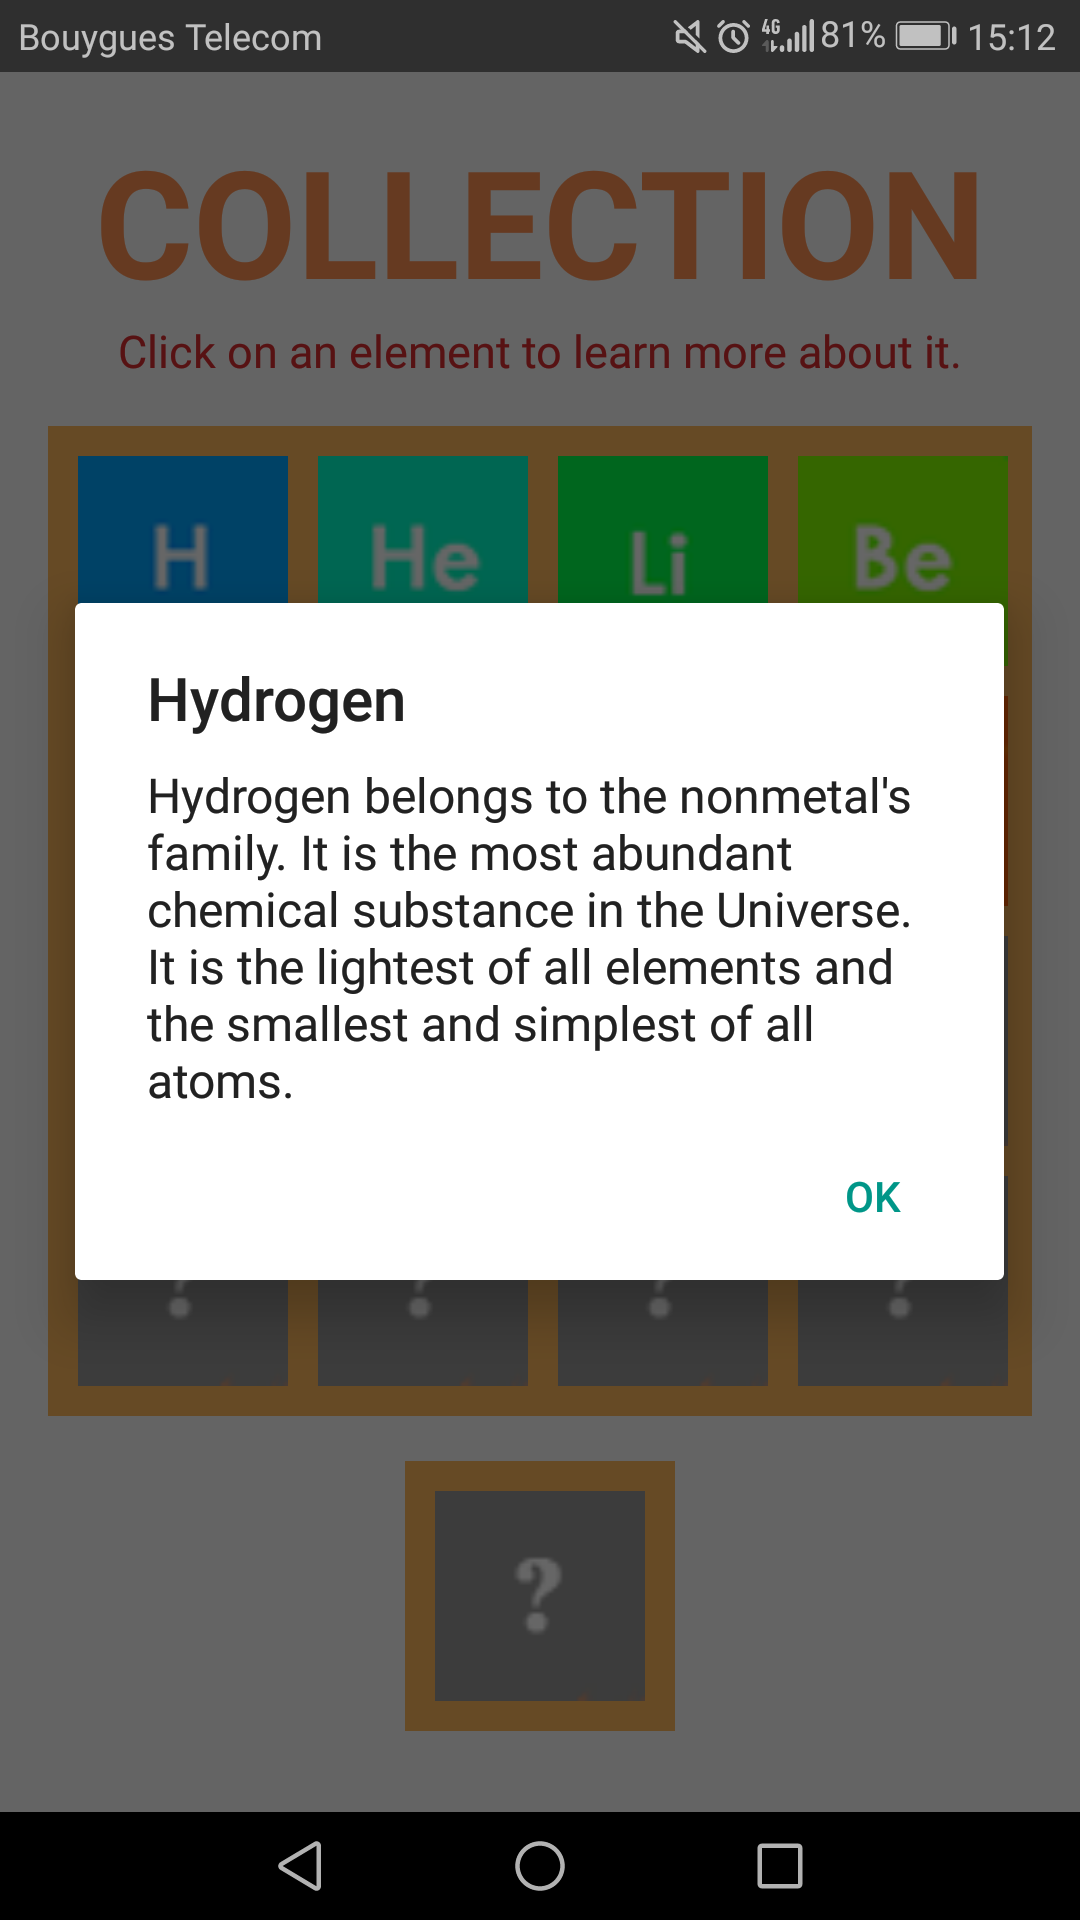 Bouygues Telecom 4G 81% 15:12
COLLECTION
Click on an element to learn more about it.
H He Li Be
Hydrogen
Hydrogen belongs to the nonmetal's
family. It is the most abundant
chemical substance in the Universe.
It is the lightest of all elements and
the smallest and simplest of all
atoms.
OK
? ? ? ?
?